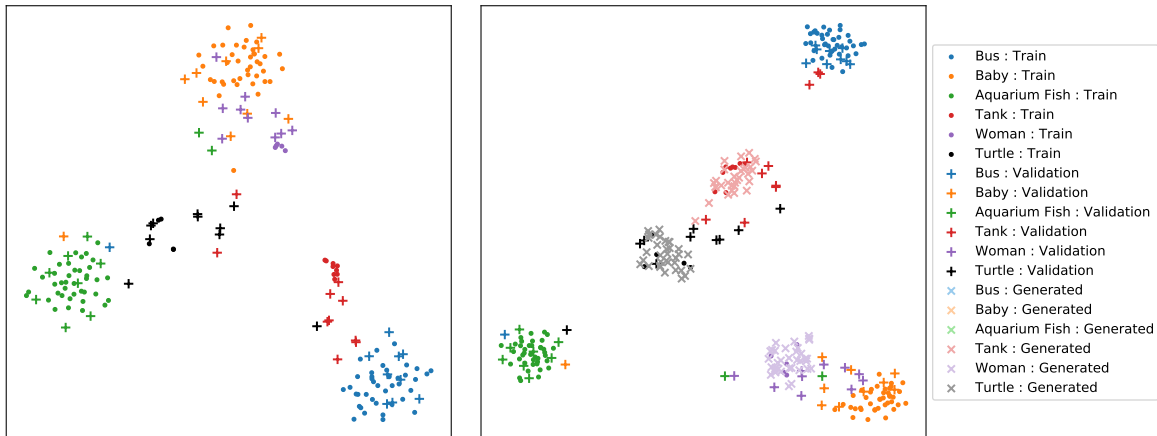 Bus : Train
Baby : Train
Aquarium Fish : Train
Tank : Train
Woman : Train
Turtle : Train
Bus : Validation
Baby : Validation
Aquarium Fish : Validation
Tank : Validation
Woman : Validation
Turtle : Validation
Bus : Generated
Baby : Generated
Aquarium Fish : Generated
Tank : Generated
Woman : Generated
Turtle : Generated